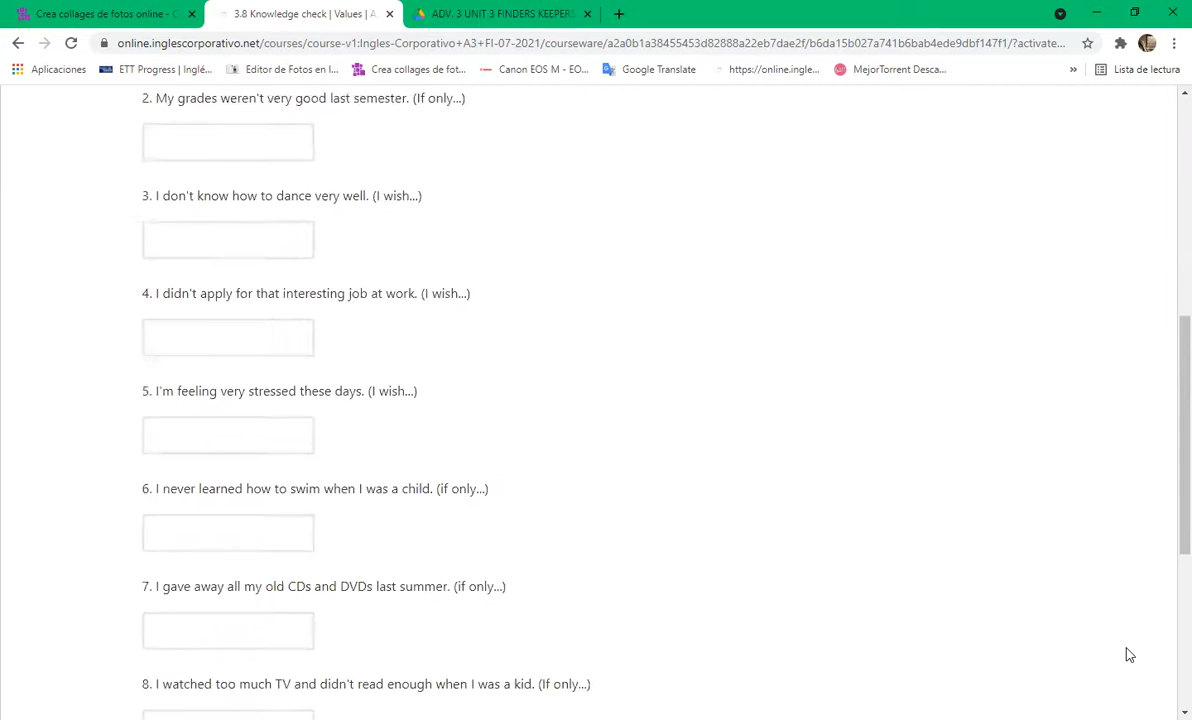 Crea collages de fotos online - C
3.8 Knowledge check | Values | A
ADV. 3 UNIT 3 FINDERS KEEPERS
online.inglescorporativo.net/courses/course-v1:Ingles-Corporativo+A3+FI-07-2021/courseware/a2a0b1a38455453d82888a22eb7dae2f/b6da15b027a741b6bab4ede9dbf147f1/?activate...
Aplicaciones
ETT Progress | Inglé...
Editor de Fotos en l...
Crea collages de fot...
Canon EOS M - EO...
Google Translate
https://online.ingle...
MejorTorrent Desca...
»
Lista de lectura
2. My grades weren't very good last semester. (If only...)
3. I don't know how to dance very well. (I wish...)
4. I didn't apply for that interesting job at work. (I wish...)
5. I'm feeling very stressed these days. (I wish...)
6. I never learned how to swim when I was a child. (if only...)
7. I gave away all my old CDs and DVDs last summer. (if only...)
8. I watched too much TV and didn't read enough when I was a kid. (If only...)